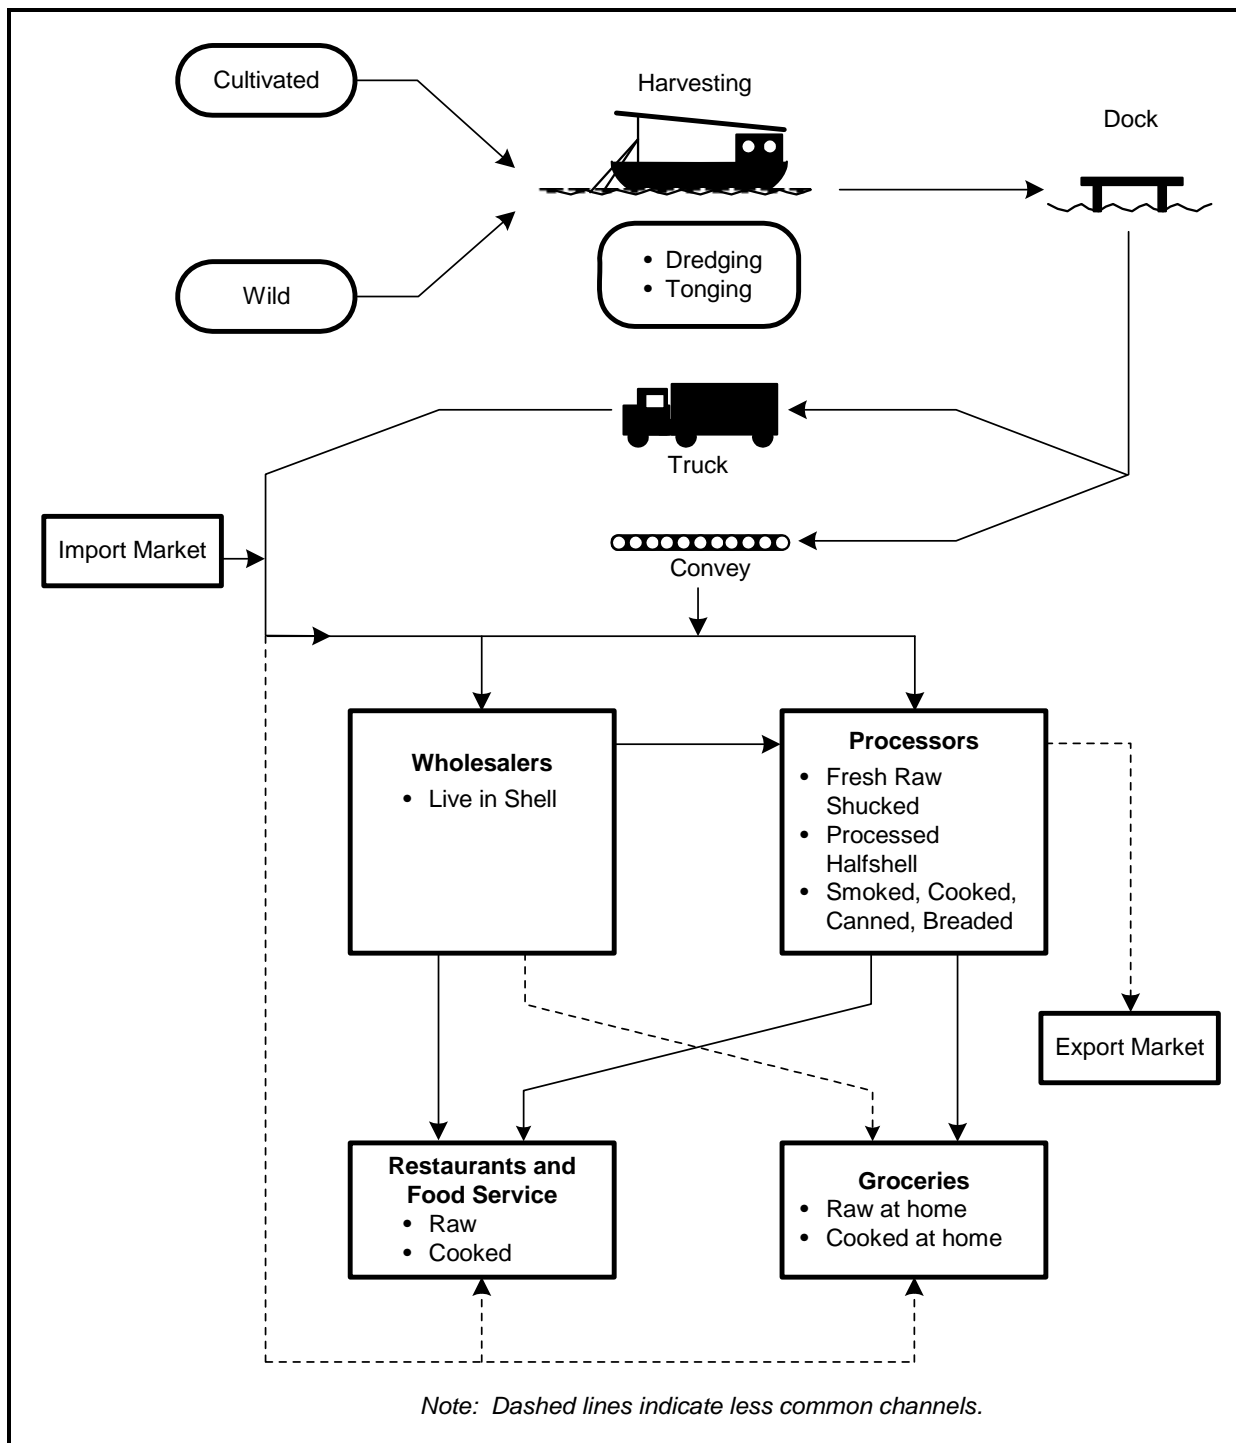 Cultivated
Harvesting
Dock
Wild
• Dredging
• Tonging
Truck
Import Market
Convey
Wholesalers
• Live in Shell
Processors
• Fresh Raw
Shucked
• Processed
Halfshell
• Smoked, Cooked,
Canned, Breaded
Export Market
Restaurants and
Food Service
• Raw
• Cooked
Groceries
• Raw at home
• Cooked at home
Note: Dashed lines indicate less common channels.